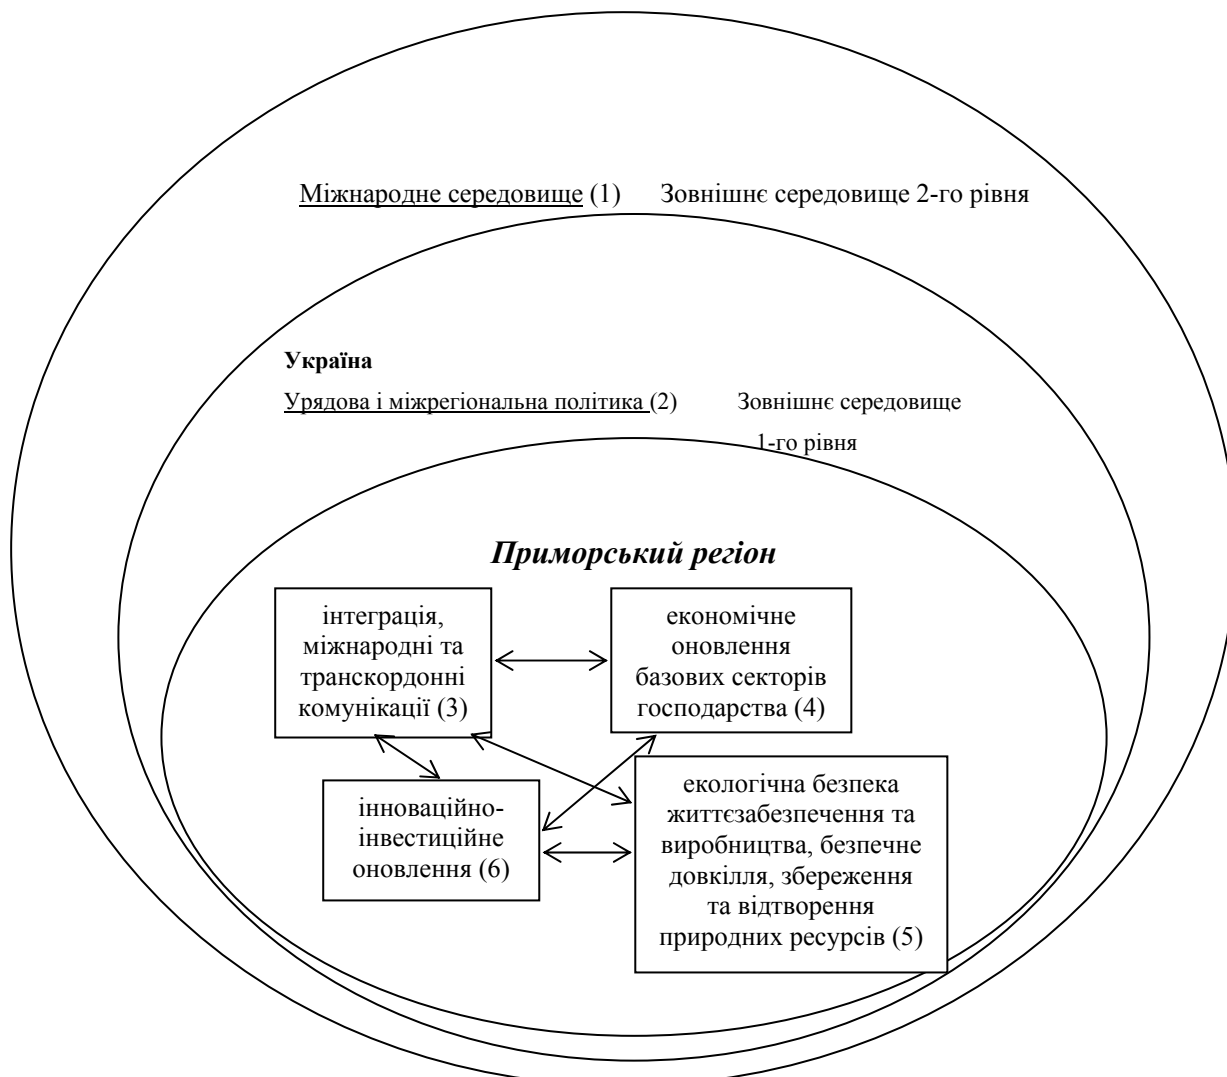 Міжнародне середовище (1) Зовнішнє середовище 2-го рівня
Україна
Урядова і міжрегіональна політика (2) Зовнішнє середовище
1-го рівня
Приморський регіон
інтеграція,
міжнародні та
транскордонні
комунікації (3)
економічне
оновлення
базових секторів
господарства (4)
інноваційно-
інвестиційне
оновлення (6)
екологічна безпека
життєзабезпечення та
виробництва, безпечне
довкілля, збереження
та відтворення
природних ресурсів (5)